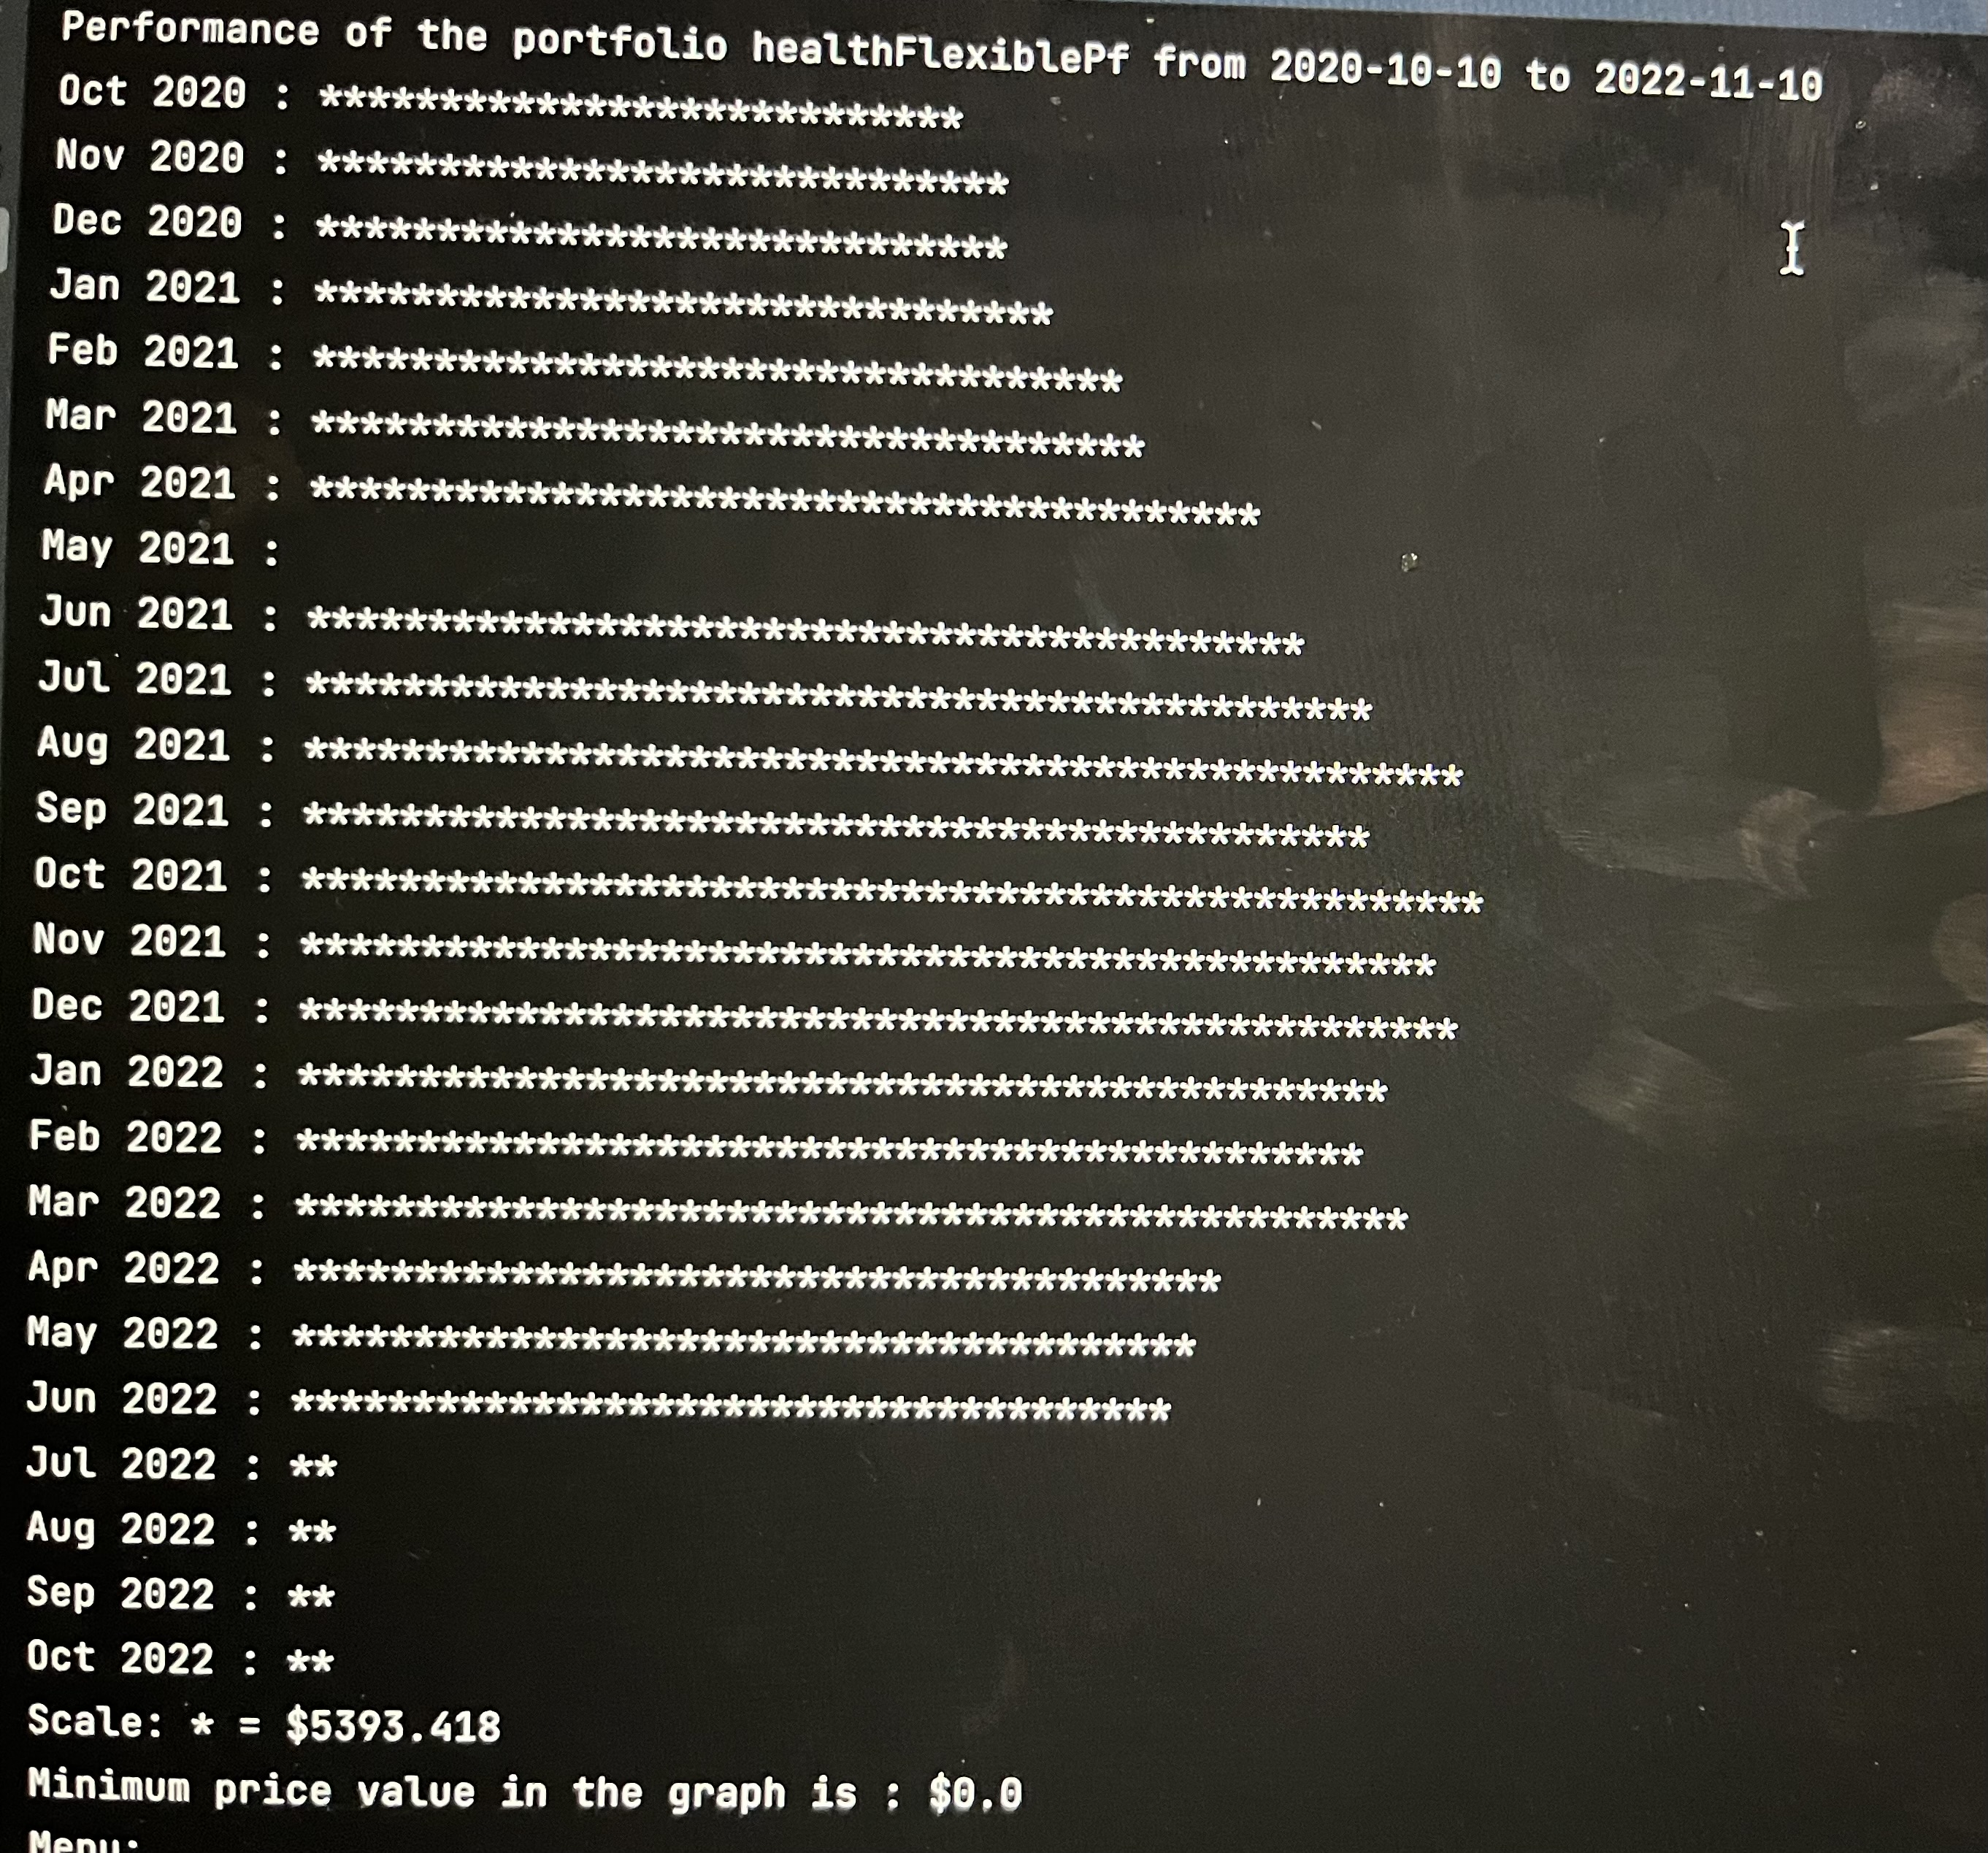 Performance of the portfolio healthFlexiblePf from 2020-10-10 to 2022-11-10
Oct 2020 : ***************************
Nov 2020 : *****************************
Dec 2020 : *****************************
Jan 2021 : *******************************
Feb 2021 : **********************************
Mar 2021 : ***********************************
Apr 2021 : ****************************************
May 2021 :
Jun 2021 : ******************************************
Jul 2021 : *********************************************
Aug 2021 : *************************************************
Sep 2021 : *********************************************
Oct 2021 : **************************************************
Nov 2021 : ************************************************
Dec 2021 : *************************************************
Jan 2022 : **********************************************
Feb 2022 : *********************************************
Mar 2022 : ***********************************************
Apr 2022 : ***************************************
May 2022 : **************************************
Jun 2022 : *************************************
Jul 2022 : **
Aug 2022 : **
Sep 2022 : **
Oct 2022 : **
Scale: * = $5393.418
Minimum price value in the graph is : $0.0
Menu: